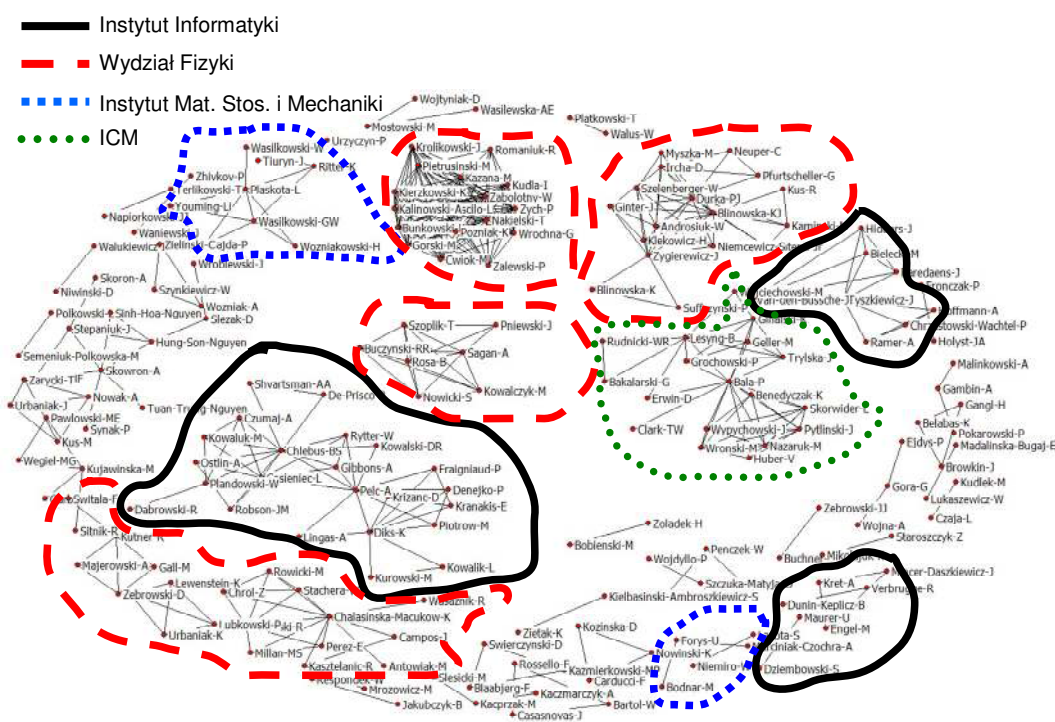 Instytut Informatyki
Wydział Fizyki
Instytut Mat. Stos. i Mechaniki
ICM
Wojtyniak-D
Wasilewska-AE
Mostowski-M
Platkowski-T
Walus-W
Urzyczyn-P
Wasilkowski-W
Tiuryn-J
Ritter-K
Zhivkov-P
Terlikowski-T
Plaskota-L
Youming-LI
Napiorkowski-JJ
Wasilkowski-GW
Waniewski-J
Walukiewicz-J
Zielinski-Cajda-P
Wozniakowski-H
Wroblewski-J
Krolikowski-J
Romaniuk-R
Pietrusinski-M
Kazana-M
Kierzkowski-K
Kudla-I
Zabolotny-W
Kalinowski-A
Zych-P
Nakielski-T
Bunkowski-K
Pozniak-K
Wrochna-G
Gorski-M
Cwiok-M
Zalewski-P
Myszka-M
Neuper-C
Ircha-D
Pfurtscheller-G
Szelenberger-W
Kus-R
Durka-PJ
Ginter-J
Blinowska-KJ
Androsiuk-W
Klekowicz-H
Zygierewicz-J
Blinowska-K
Suffczynski-P
Hidders-J
Bielecki-M
Paredaens-J
Fronczak-P
Wojciechowski-M
Van-den-Bussche-J
Tyszkiewicz-J
Hoffmann-A
Chrzastowski-Wachtel-P
Ramer-A
Holyst-JA
Skoron-A
Niwinski-D
Szynkiewicz-W
Wozniak-A
Slezak-D
Polkowski-L
Sinh-Hoa-Nguyen
Stepaniuk-J
Hung-Son-Nguyen
Semeniuk-Polkowska-M
Skowron-A
Zarycki-TIF
Nowak-A
Urbaniak-J
Tuan-Trung-Nguyen
Pawlowski-ME
Synak-P
Kus-M
Wegiel-MG
Kujawinska-M
Szoplik-T
Pniewski-J
Buczynski-RR
Sagan-A
Rosa-B
Nowicki-S
Kowalczyk-M
Rudnicki-WR
Lesyng-B
Geller-M
Grochowski-P
Trylska-J
Bakalarski-G
Bala-P
Erwin-D
Benedyczak-K
Skorwider-L
Clark-TW
Wypychowski-J
Pytlinski-J
Wronski-M
Nazaruk-M
Huber-V
Malinkowski-A
Gambin-A
Gangl-H
Belabas-K
Pokarowski-P
Ejdys-P
Madalinska-Bugaj-E
Browkin-J
Kudlek-M
Gora-G
Lukaszewicz-W
Czaja-L
Shvartsman-AA
De-Prisco
Czumaj-A
Rytter-W
Kowaluk-M
Kowalski-DR
Chlebus-BS
Ostlin-A
Gibbons-A
Fraigniaud-P
Gasieniec-L
Plandowski-W
Pelc-A
Krizanc-D
Denejko-P
Kranakis-E
Dabrowski-R
Robson-JM
Piotrow-M
Lingas-A
Diks-K
Kowalik-L
Kurowski-M
Switala-F
Sitnik-R
Kutner-R
Majerowski-A
Gall-M
Lewenstein-K
Rowicki-M
Zebrowski-D
Chrol-Z
Chalasinska-Macukow-K
Urbaniak-K
Lubkowski-P
Millan-MS
Perez-E
Campos-J
Kasztelanic-R
Antowiak-M
Respondek-W
Mrozowicz-M
Jakubczyk-B
Slesicki-M
Zoladek-H
Bobienski-M
Wojdyllo-P
Penczek-W
Szczuka-Matyjas
Kielbasinski-Ambroszkiewicz-S
Zietak-K
Swierczynski-D
Kozinska-D
Rossello-F
Kazmierkowski-MP
Carducci-F
Blaabjerg-F
Kaczmarczyk-A
Kacprzak-M
Bartol-W
Casasnovas-J
Forys-U
Nowinski-K
Niemiro-W
Bodnar-M
Zebrowski-JJ
Wojna-A
Staroszczyk-Z
Kret-A
Mincer-Daszkiewicz-J
Verbrugge-R
Dunin-Keplicz-B
Maurer-U
Engel-M
Marciniak-Czochra-A
Dziembowski-S